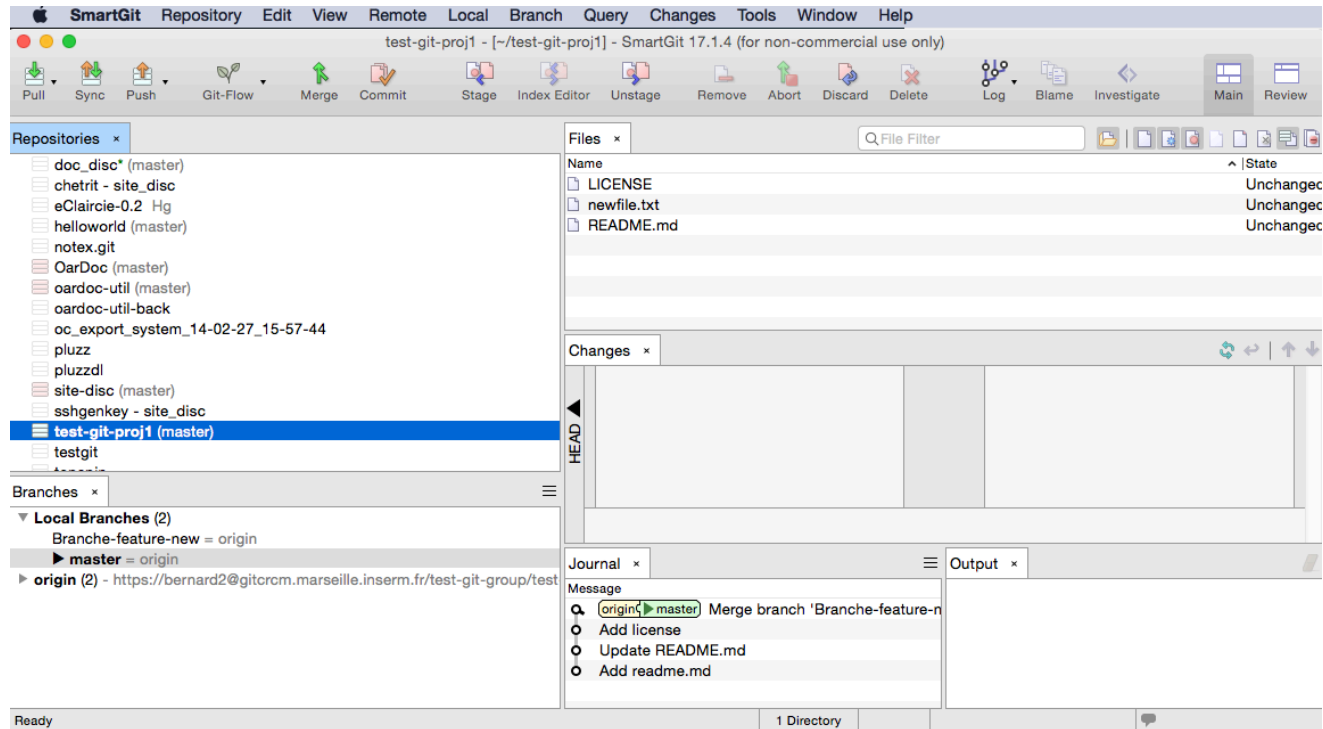 SmartGit Repository Edit View Remote Local Branch Query Changes Tools Window Help
test-git-proj1 - [~/test-git-proj1] - SmartGit 17.1.4 (for non-commercial use only)
Pull Sync Push Git-Flow Merge Commit Stage Index Editor Unstage Remove Abort Discard Delete Log Blame Investigate Main Review
Repositories ×
doc_disc* (master)
chetrit - site_disc
eClaircie-0.2 Hg
helloworld (master)
notex.git
OarDoc (master)
oardoc-util (master)
oardoc-util-back
oc_export_system_14-02-27_15-57-44
pluzz
pluzzdl
site-disc (master)
sshgenkey - site_disc
test-git-proj1 (master)
testgit
Branches ×
Local Branches (2)
Branche-feature-new = origin
master = origin
origin (2) - https://bernard2@gitcrcm.marseille.inserm.fr/test-git-group/test
Files ×
File Filter
Name State
LICENSE Unchanged
newfile.txt Unchanged
README.md Unchanged
Changes ×
HEAD
Journal ×
Message
origin master Merge branch 'Branche-feature-n
Add license
Update README.md
Add readme.md
Output ×
Ready
1 Directory